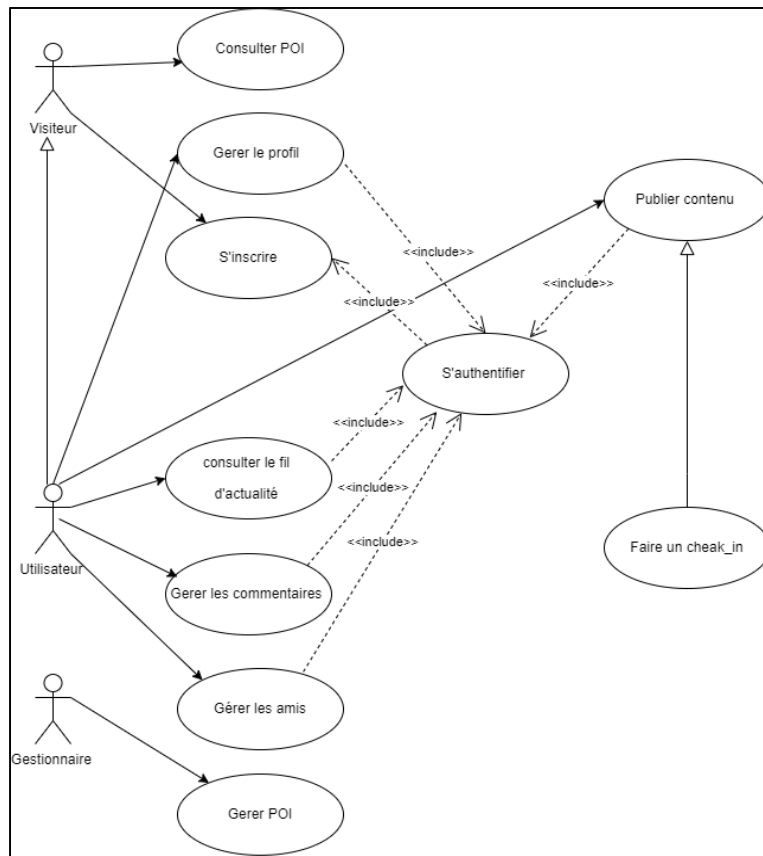 Consulter POI
Visiteur
Gerer le profil
Publier contenu
S'inscrire
<<include>>
<<include>>
<<include>>
S'authentifier
<<include>>
consulter le fil
d'actualité
<<include>>
<<include>>
Faire un cheak_in
Utilisateur
Gerer les commentaires
Gérer les amis
Gestionnaire
Gerer POI